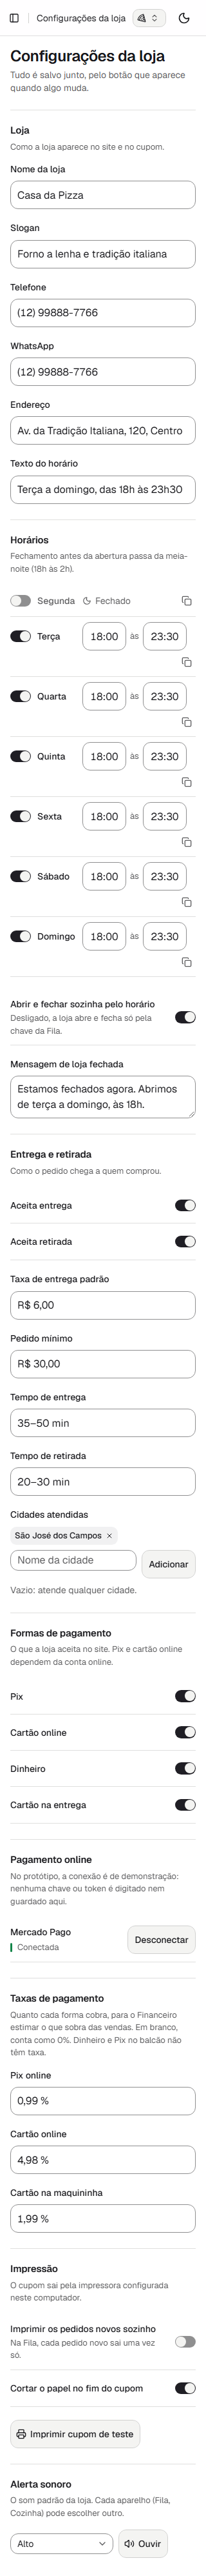 Configurações da loja
Configurações da loja
Tudo é salvo junto, pelo botão que aparece
quando algo muda.
Loja
Como a loja aparece no site e no cupom.
Nome da loja
Casa da Pizza
Slogan
Forno a lenha e tradição italiana
Telefone
(12) 99888-7766
WhatsApp
(12) 99888-7766
Endereço
Av. da Tradição Italiana, 120, Centro
Texto do horário
Terça a domingo, das 18h às 23h30
Horários
Fechamento antes da abertura passa da meia-
noite (18h às 2h).
Segunda Fechado
Terça 18:00 às 23:30
Quarta 18:00 às 23:30
Quinta 18:00 às 23:30
Sexta 18:00 às 23:30
Sábado 18:00 às 23:30
Domingo 18:00 às 23:30
Abrir e fechar sozinha pelo horário
Desligado, a loja abre e fecha só pela
chave da Fila.
Mensagem de loja fechada
Estamos fechados agora. Abrimos
de terça a domingo, às 18h.
Entrega e retirada
Como o pedido chega a quem comprou.
Aceita entrega
Aceita retirada
Taxa de entrega padrão
R$ 6,00
Pedido mínimo
R$ 30,00
Tempo de entrega
35–50 min
Tempo de retirada
20–30 min
Cidades atendidas
São José dos Campos ×
Nome da cidade
Adicionar
Vazio: atende qualquer cidade.
Formas de pagamento
O que a loja aceita no site. Pix e cartão online
dependem da conta online.
Pix
Cartão online
Dinheiro
Cartão na entrega
Pagamento online
No protótipo, a conexão é de demonstração:
nenhuma chave ou token é digitado nem
guardado aqui.
Mercado Pago
Conectada
Desconectar
Taxas de pagamento
Quanto cada forma cobra, para o Financeiro
estimar o que sobra das vendas. Em branco,
conta como 0%. Dinheiro e Pix no balcão não
têm taxa.
Pix online
0,99 %
Cartão online
4,98 %
Cartão na maquininha
1,99 %
Impressão
O cupom sai pela impressora configurada
neste computador.
Imprimir os pedidos novos sozinho
Na Fila, cada pedido novo sai uma vez
só.
Cortar o papel no fim do cupom
Imprimir cupom de teste
Alerta sonoro
O som padrão da loja. Cada aparelho (Fila,
Cozinha) pode escolher outro.
Alto
Ouvir